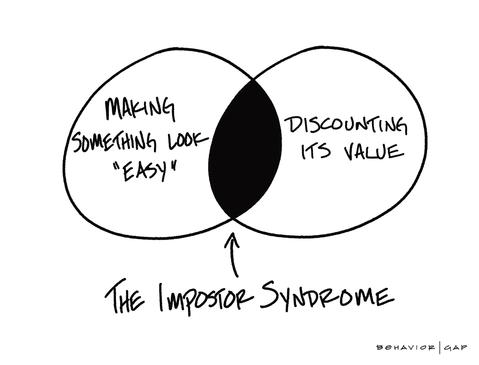 MAKING
SOMETHING LOOK
"EASY"
DISCOUNTING
ITS VALUE
THE IMPOSTOR SYNDROME
BEHAVIOR|GAP